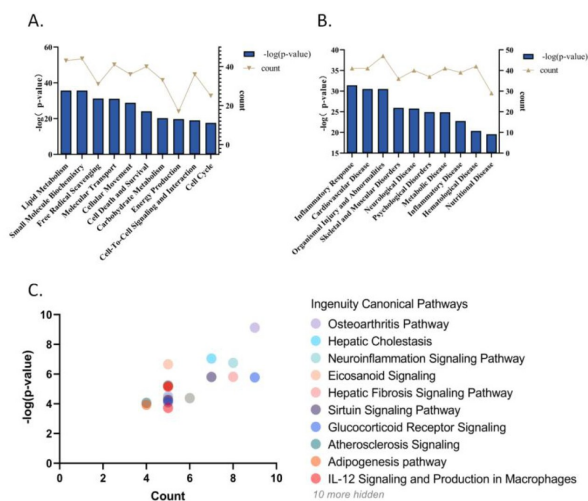 A.
-log( p-value)
60
40
20
0
-log(p-value)
count
40
20
0
count
Lipid Metabolism
Small Molecule Biochemistry
Free Radical Scavenging
Molecular Transport
Cellular Movement
Cell Death and Survival
Carbohydrate Metabolism
Energy Production
Cell-To-Cell Signaling and Interaction
Cell Cycle
B.
-log( p-value)
40
35
30
25
20
15
-log(p-value)
count
50
40
30
20
10
0
count
Inflammatory Response
Cardiovascular Disease
Organismal Injury and Abnormalities
Skeletal and Muscular Disorders
Neurological Disease
Psychological Disorders
Metabolic Disease
Inflammatory Disease
Hematological Disease
Nutritional Disease
C.
-log(p-value)
10
8
6
4
2
0
0 2 4 6 8 10
Count
Ingenuity Canonical Pathways
Osteoarthritis Pathway
Hepatic Cholestasis
Neuroinflammation Signaling Pathway
Eicosanoid Signaling
Hepatic Fibrosis Signaling Pathway
Sirtuin Signaling Pathway
Glucocorticoid Receptor Signaling
Atherosclerosis Signaling
Adipogenesis pathway
IL-12 Signaling and Production in Macrophages
10 more hidden